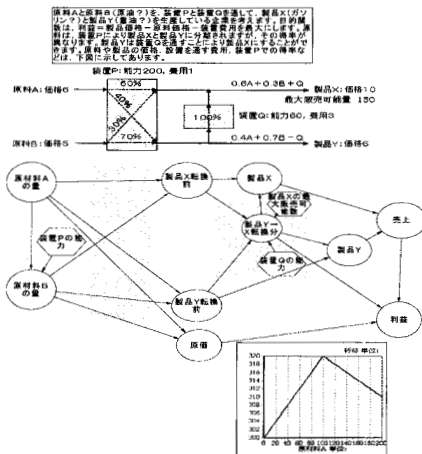 原料Aと原料B(原油?)を、装置Pと装置Qを通して、製品X(ガソ
リン?)と製品Y(重油?)を生産している企業を考えます。目的関
数は、利益=製品価格-原料価格-装置費用を最大にします。原
料は、装置Pにより製品Xと製品Yに分離されますが、その得率が
異なります。製品Yは装置Qを通すことにより製品Xにすることがで
きます。原料や製品の価格、設備を通す費用、装置Pでの得率な
どは、下図に示してあります。
装置P:能力200、費用1
原料A:価格6
60%
40%
30%
70%
原料B:価格5
0.6A+0.3B+Q
製品X:価格10
最大販売可能量 150
100%
装置Q:能力60、費用3
0.4A+0.7B-Q
製品Y:価格6
原材料A
の量
製品X転換
前
製品X
製品Xの最
大販売可能
数
売上
装置Pの能
力
製品Y→
X転換分
製品Y
装置Qの能
力
原材料B
の量
製品Y転換
前
原価
利益
320
318
316
314
312
310
308
306
304
302
300
0 20 40 60 80 100 120 140 160 180 200
原材料A 単位: